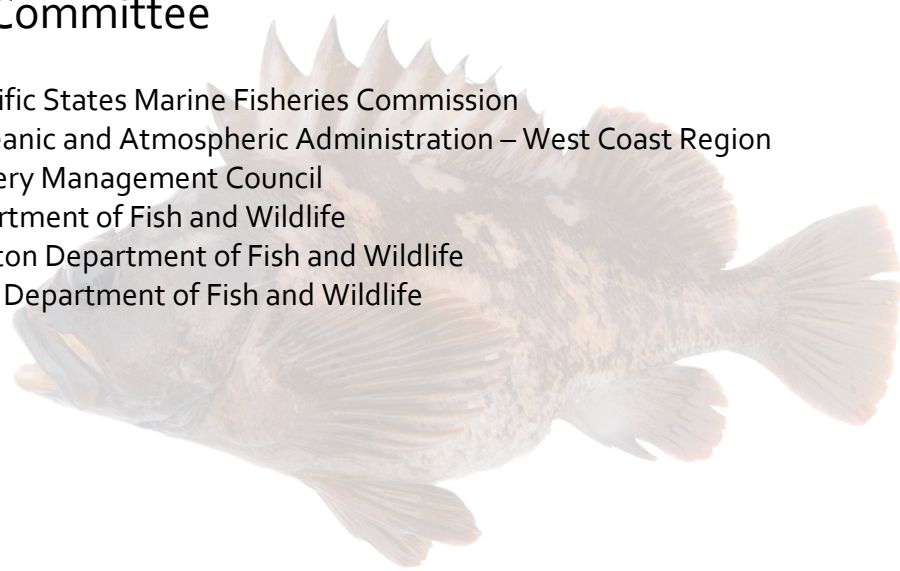 Committee
ific States Marine Fisheries Commission
eanic and Atmospheric Administration – West Coast Region
ery Management Council
rtment of Fish and Wildlife
ton Department of Fish and Wildlife
Department of Fish and Wildlife